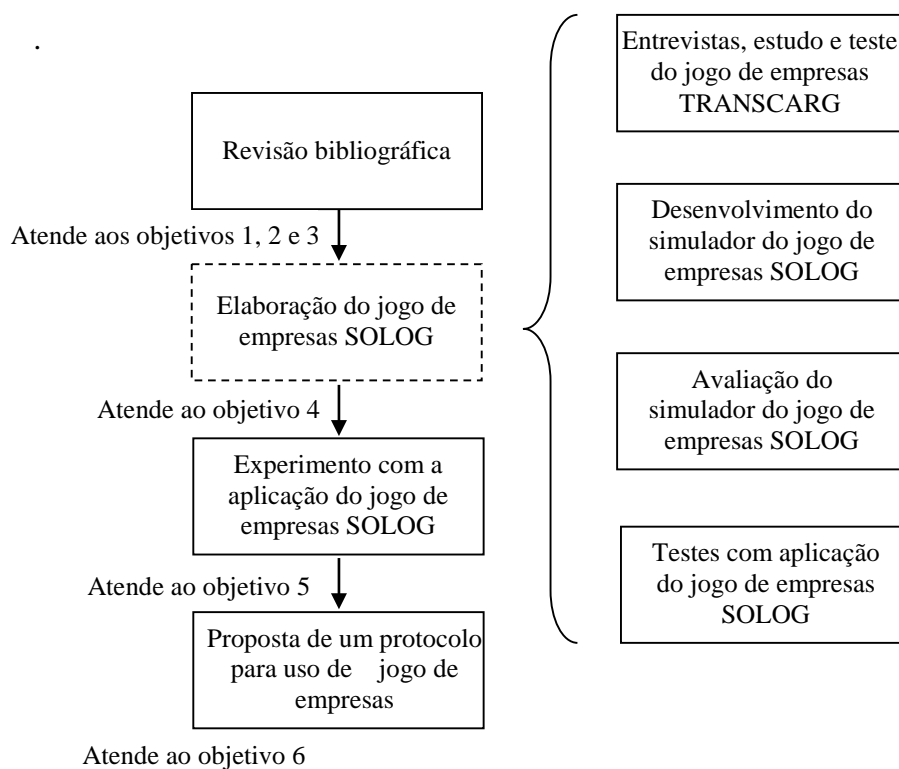 .
Revisão bibliográfica
Atende aos objetivos 1, 2 e 3
Elaboração do jogo de
empresas SOLOG
Atende ao objetivo 4
Experimento com a
aplicação do jogo de
empresas SOLOG
Atende ao objetivo 5
Proposta de um protocolo
para uso de jogo de
empresas
Atende ao objetivo 6
Entrevistas, estudo e teste
do jogo de empresas
TRANSCARG
Desenvolvimento do
simulador do jogo de
empresas SOLOG
Avaliação do
simulador do jogo de
empresas SOLOG
Testes com aplicação
do jogo de empresas
SOLOG